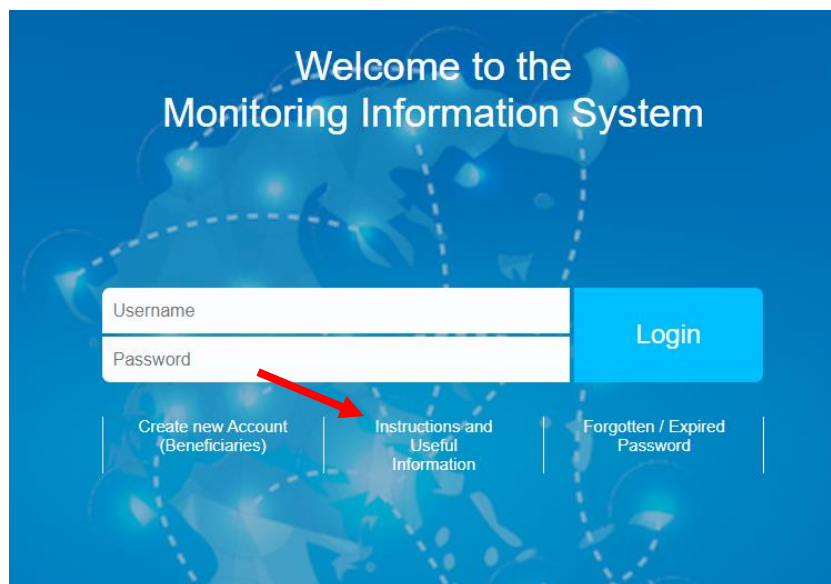 Welcome to the
Monitoring Information System
Username
Password
Login
Create new Account
(Beneficiaries)
Instructions and
Useful
Information
Forgotten / Expired
Password